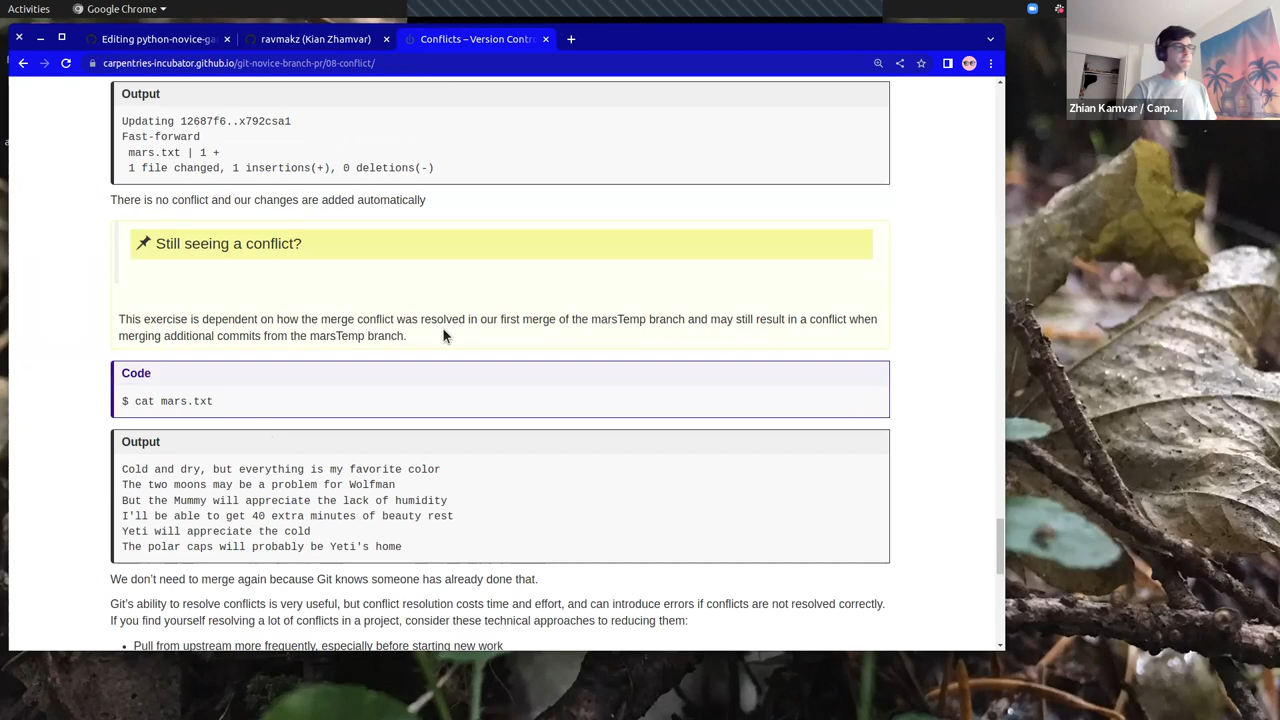 Activities
Google Chrome
Editing python-novice-ga
ravmakz (Kian Zhamvar)
Conflicts – Version Contro
carpentries-incubator.github.io/git-novice-branch-pr/08-conflict/
Zhian Kamvar / Carp...
Output
Updating 12687f6..x792csa1
Fast-forward
mars.txt | 1 +
1 file changed, 1 insertions(+), 0 deletions(-)
There is no conflict and our changes are added automatically
Still seeing a conflict?
This exercise is dependent on how the merge conflict was resolved in our first merge of the marsTemp branch and may still result in a conflict when
merging additional commits from the marsTemp branch.
Code
$ cat mars.txt
Output
Cold and dry, but everything is my favorite color
The two moons may be a problem for Wolfman
But the Mummy will appreciate the lack of humidity
I'll be able to get 40 extra minutes of beauty rest
Yeti will appreciate the cold
The polar caps will probably be Yeti's home
We don’t need to merge again because Git knows someone has already done that.
Git’s ability to resolve conflicts is very useful, but conflict resolution costs time and effort, and can introduce errors if conflicts are not resolved correctly.
If you find yourself resolving a lot of conflicts in a project, consider these technical approaches to reducing them:
• Pull from upstream more frequently, especially before starting new work